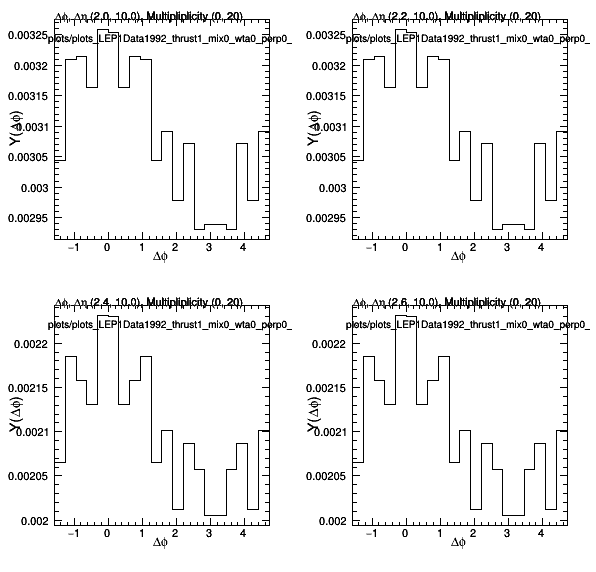 Δφ, Δη (2.0, 10.0), Multipliplicity (0, 20)
plots/plots_LEP1Data1992_thrust1_mix0_wta0_perp0_
Y(Δφ)
0.00325
0.0032
0.00315
0.0031
0.00305
0.003
0.00295
−1 0 1 2 3 4
Δφ
Δφ, Δη (2.2, 10.0), Multipliplicity (0, 20)
plots/plots_LEP1Data1992_thrust1_mix0_wta0_perp0_
Y(Δφ)
0.00325
0.0032
0.00315
0.0031
0.00305
0.003
0.00295
−1 0 1 2 3 4
Δφ
Δφ, Δη (2.4, 10.0), Multipliplicity (0, 20)
plots/plots_LEP1Data1992_thrust1_mix0_wta0_perp0_
Y(Δφ)
0.0022
0.00215
0.0021
0.00205
0.002
−1 0 1 2 3 4
Δφ
Δφ, Δη (2.6, 10.0), Multipliplicity (0, 20)
plots/plots_LEP1Data1992_thrust1_mix0_wta0_perp0_
Y(Δφ)
0.0022
0.00215
0.0021
0.00205
0.002
−1 0 1 2 3 4
Δφ